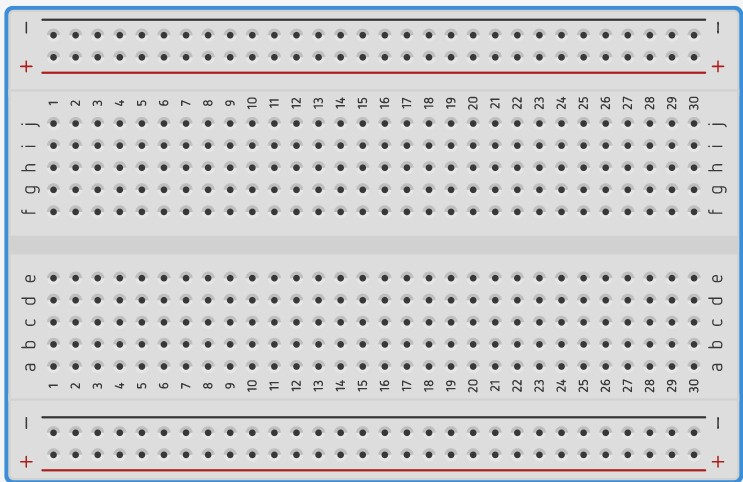 − −
+ +
1 2 3 4 5 6 7 8 9 10 11 12 13 14 15 16 17 18 19 20 21 22 23 24 25 26 27 28 29 30
j j
i i
h h
g g
f f
e e
d d
c c
b b
a a
1 2 3 4 5 6 7 8 9 10 11 12 13 14 15 16 17 18 19 20 21 22 23 24 25 26 27 28 29 30
− −
+ +